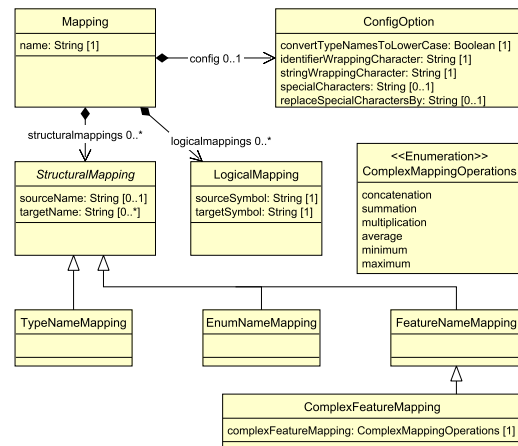 Mapping
name: String [1]
config 0..1
ConfigOption
convertTypeNamesToLowerCase: Boolean [1]
identifierWrappingCharacter: String [1]
stringWrappingCharacter: String [1]
specialCharacters: String [0..1]
replaceSpecialCharactersBy: String [0..1]
structuralmappings 0..*
logicalmappings 0..*
StructuralMapping
sourceName: String [0..1]
targetName: String [0..*]
LogicalMapping
sourceSymbol: String [1]
targetSymbol: String [1]
<<Enumeration>>
ComplexMappingOperations
concatenation
summation
multiplication
average
minimum
maximum
TypeNameMapping
EnumNameMapping
FeatureNameMapping
ComplexFeatureMapping
complexFeatureMapping: ComplexMappingOperations [1]